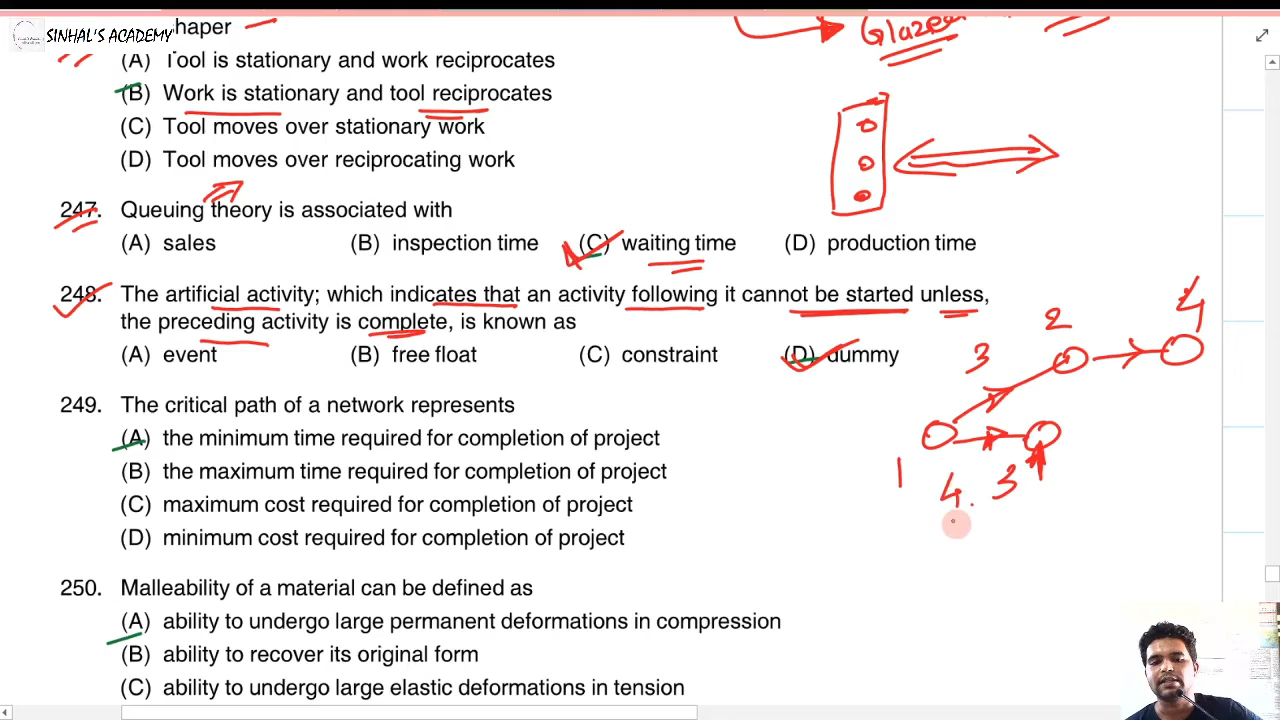 SINHAL'S ACADEMY
haper
Glazed
(A) Tool is stationary and work reciprocates
(B) Work is stationary and tool reciprocates
(C) Tool moves over stationary work
(D) Tool moves over reciprocating work
247. Queuing theory is associated with
(A) sales (B) inspection time (C) waiting time (D) production time
248. The artificial activity; which indicates that an activity following it cannot be started unless,
the preceding activity is complete, is known as
(A) event (B) free float (C) constraint (D) dummy
2
4
3
1
4. 3
249. The critical path of a network represents
(A) the minimum time required for completion of project
(B) the maximum time required for completion of project
(C) maximum cost required for completion of project
(D) minimum cost required for completion of project
250. Malleability of a material can be defined as
(A) ability to undergo large permanent deformations in compression
(B) ability to recover its original form
(C) ability to undergo large elastic deformations in tension